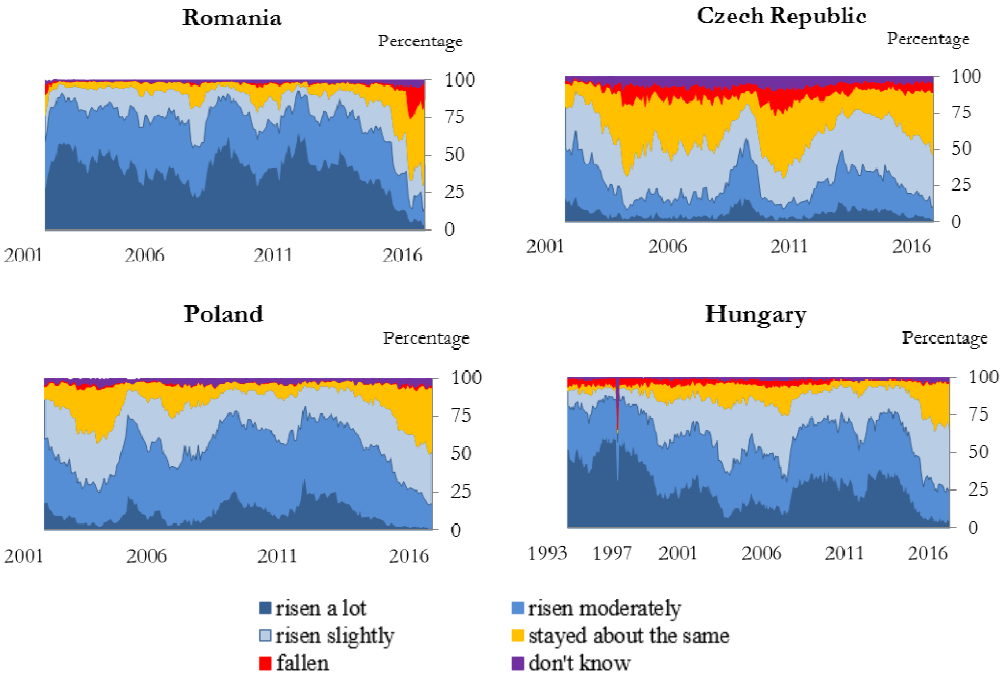 Romania
Percentage
100
75
50
25
0
2001 2006 2011 2016
Czech Republic
Percentage
100
75
50
25
0
2001 2006 2011 2016
Poland
Percentage
100
75
50
25
0
2001 2006 2011 2016
Hungary
Percentage
100
75
50
25
0
1993 1997 2001 2006 2011 2016
risen a lot risen moderately
risen slightly stayed about the same
fallen don't know